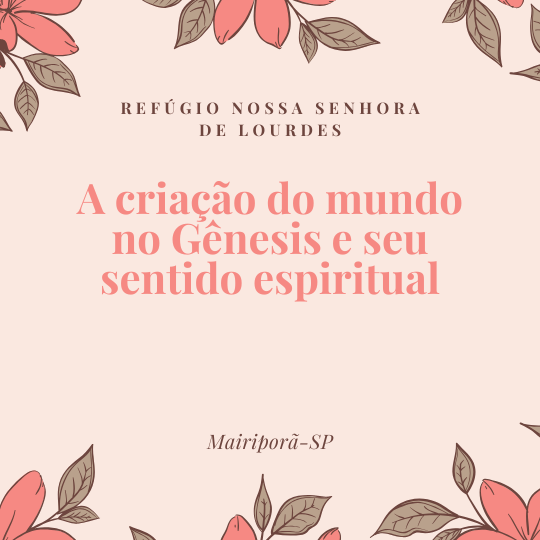 REFÚGIO NOSSA SENHORA
DE LOURDES
A criação do mundo
no Gênesis e seu
sentido espiritual
Mairiporã-SP